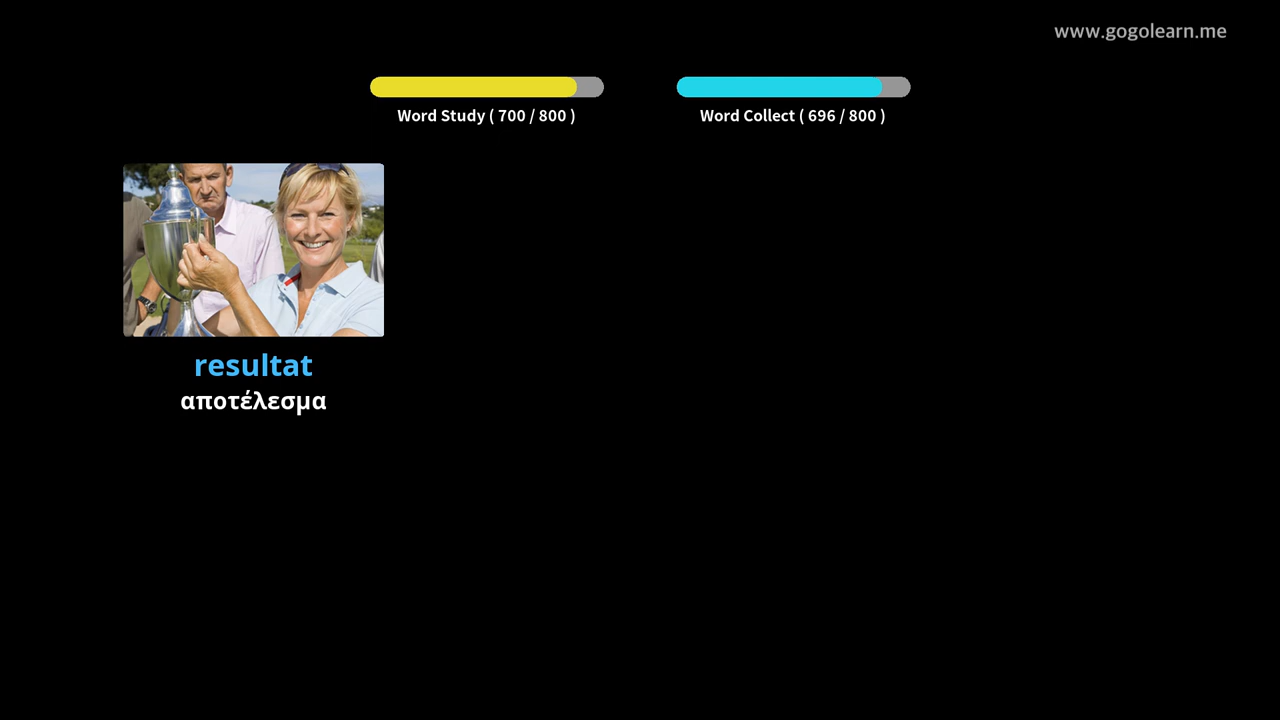 www.gogolearn.me
Word Study ( 700 / 800 )
Word Collect ( 696 / 800 )
resultat
αποτέλεσμα